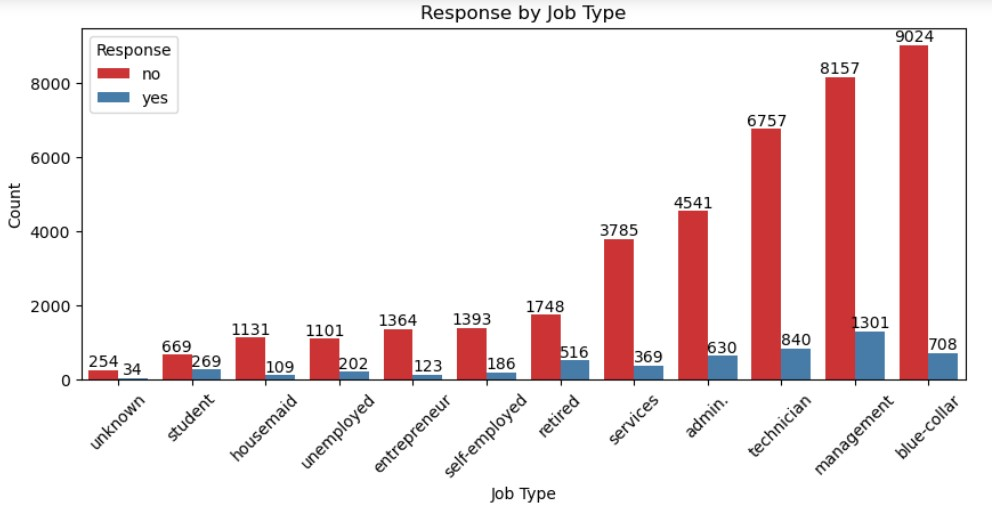 Response by Job Type
Response
no
yes
Count
8000
6000
4000
2000
0
254 34
669 269
1131 109
1101 202
1364 123
1393 186
1748 516
3785 369
4541 630
6757 840
8157 1301
9024 708
unknown
student
housemaid
unemployed
entrepreneur
self-employed
retired
services
admin.
technician
management
blue-collar
Job Type